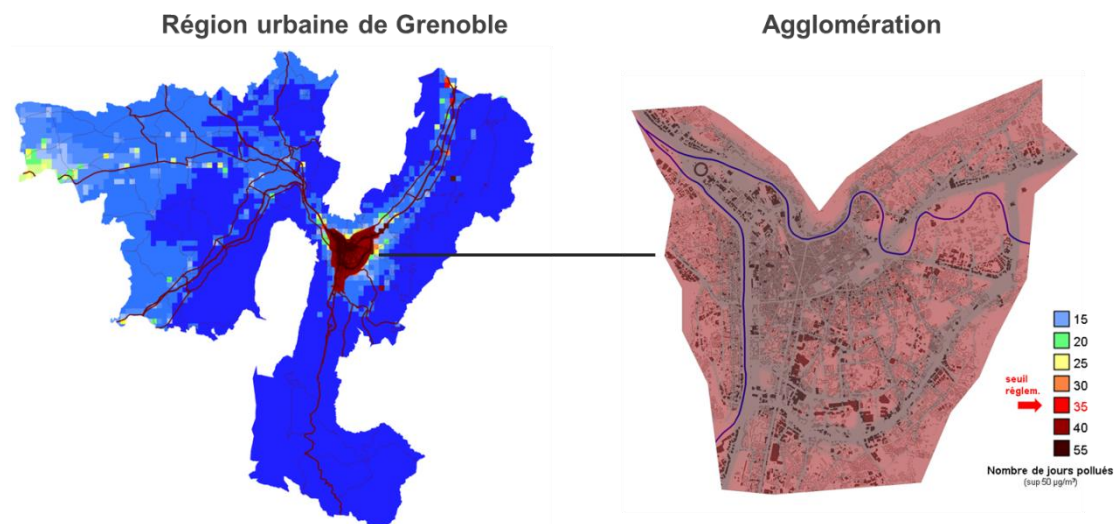 Région urbaine de Grenoble
Agglomération
15
20
25
30
seuil
règlem.
35
40
55
Nombre de jours pollués
(sup 50 µg/m³)